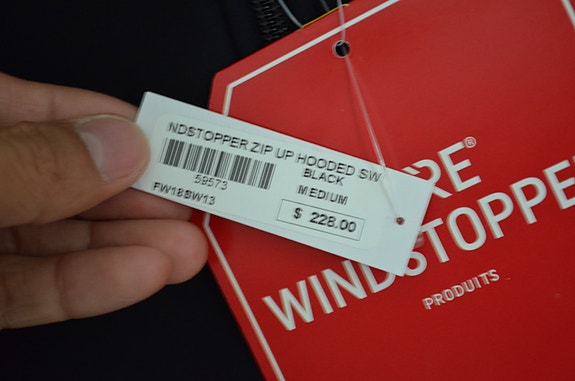 NDSTOPPER ZIP UP HOODED SW
BLACK
59573
MEDIUM
FW18SW13
$ 228.00
RE®
WINDSTOPPE
PRODUITS